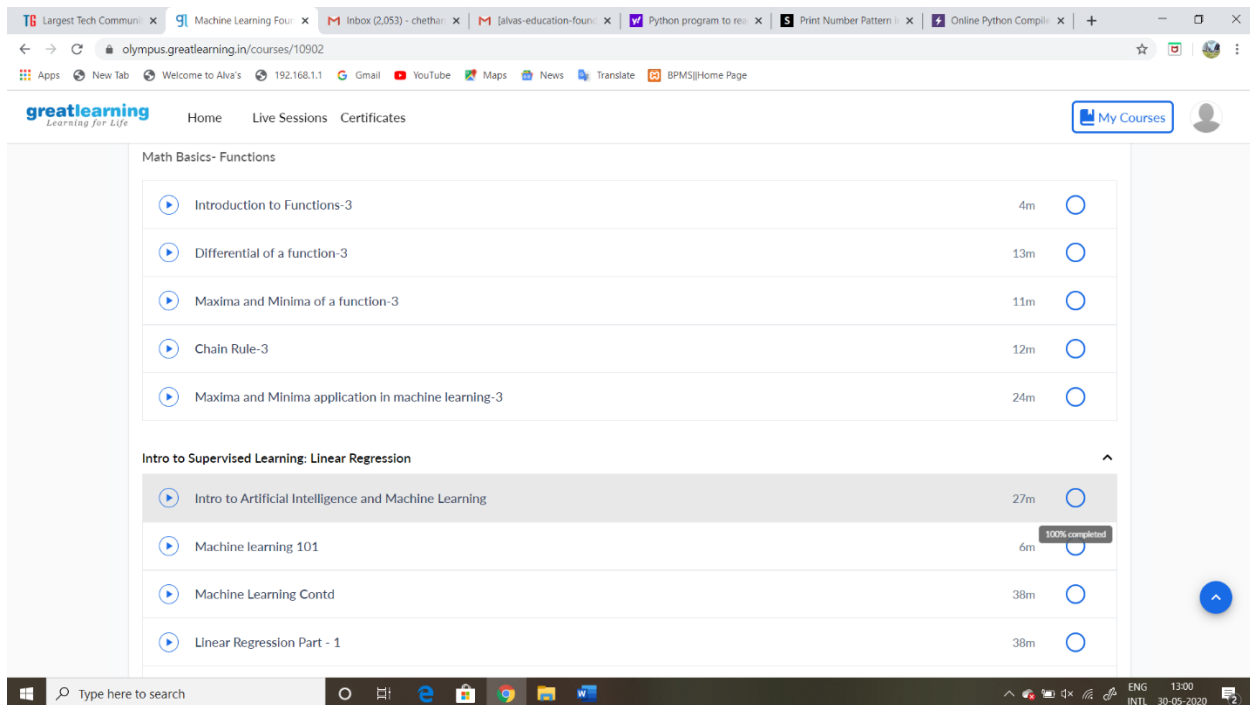 Largest Tech Communi
Machine Learning Foun
Inbox (2,053) - chethan
[alvas-education-found
Python program to rea
Print Number Pattern i
Online Python Compile
olympus.greatlearning.in/courses/10902
Apps New Tab Welcome to Alva's 192.168.1.1 Gmail YouTube Maps News Translate BPMS||Home Page
greatlearning
Learning for Life
Home Live Sessions Certificates My Courses
Math Basics- Functions
Introduction to Functions-3 4m
Differential of a function-3 13m
Maxima and Minima of a function-3 11m
Chain Rule-3 12m
Maxima and Minima application in machine learning-3 24m
Intro to Supervised Learning: Linear Regression
Intro to Artificial Intelligence and Machine Learning 27m
100% completed
Machine learning 101 6m
Machine Learning Contd 38m
Linear Regression Part - 1 38m
Type here to search
ENG 13:00
INTL 30-05-2020 2